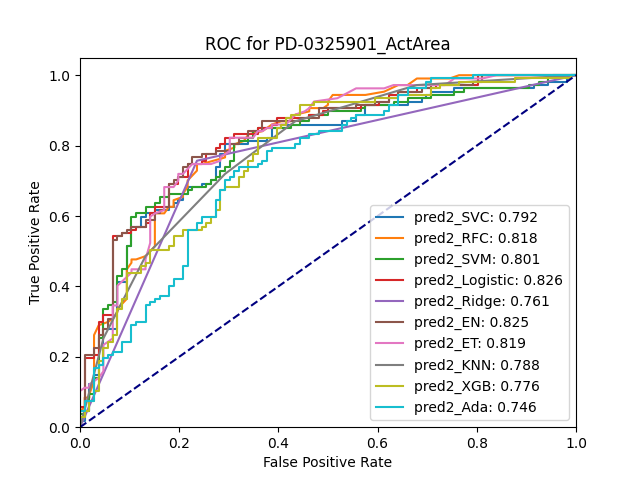 ROC for PD-0325901_ActArea
True Positive Rate
1.0
0.8
0.6
0.4
0.2
0.0
pred2_SVC: 0.792
pred2_RFC: 0.818
pred2_SVM: 0.801
pred2_Logistic: 0.826
pred2_Ridge: 0.761
pred2_EN: 0.825
pred2_ET: 0.819
pred2_KNN: 0.788
pred2_XGB: 0.776
pred2_Ada: 0.746
0.0 0.2 0.4 0.6 0.8 1.0
False Positive Rate